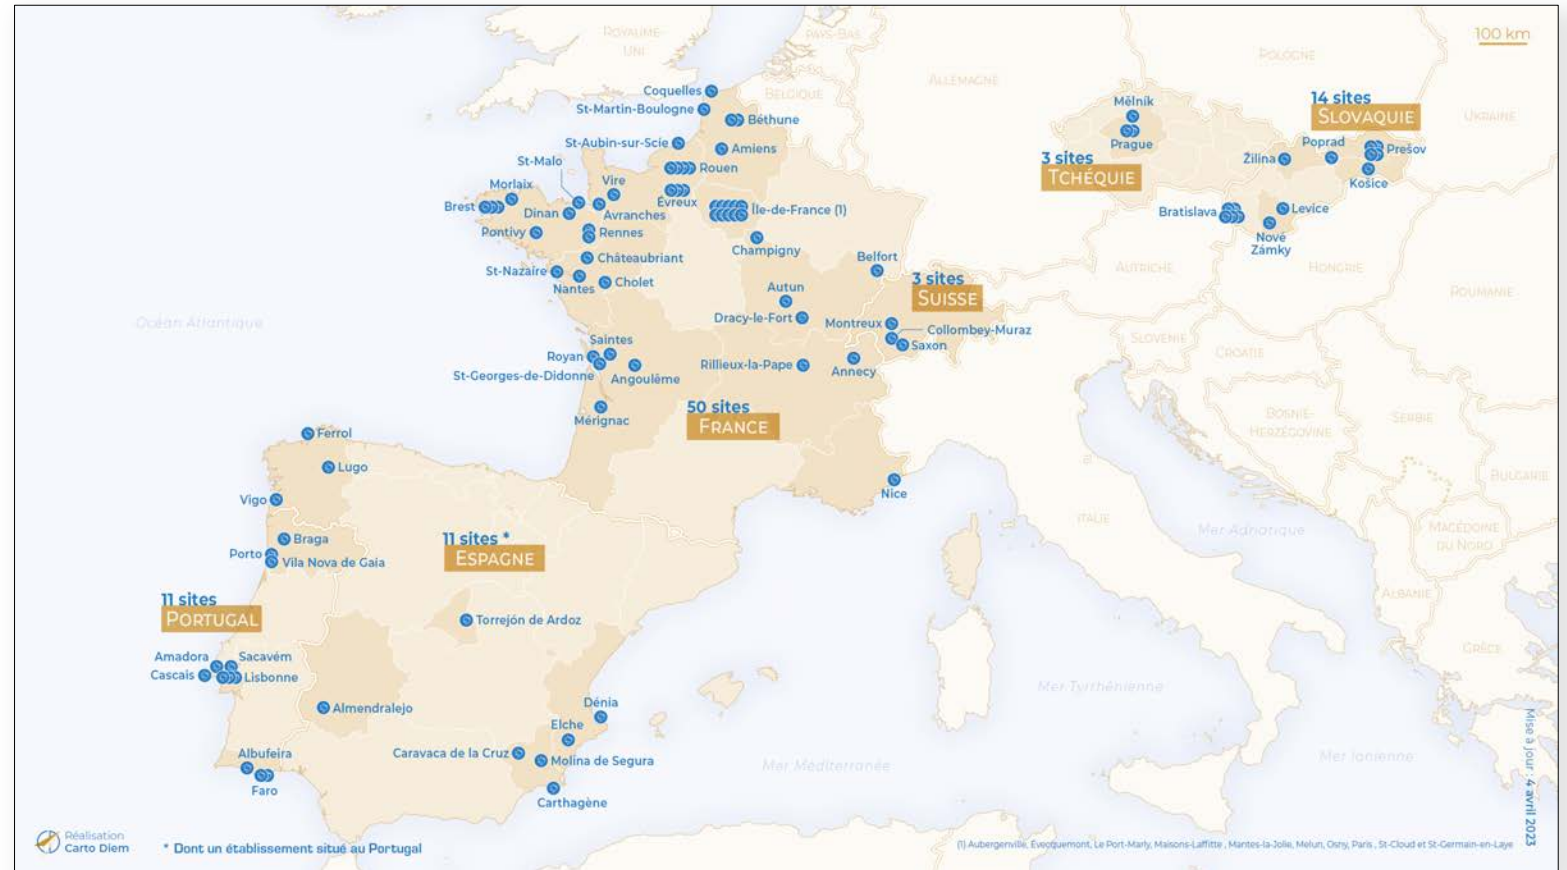 ROYAUME-
UNI
PAYS-BAS
BELGIQUE
ALLEMAGNE
POLOGNE
UKRAINE
100 km
Coquelles
St-Martin-Boulogne
Béthune
St-Aubin-sur-Scie
Amiens
St-Malo
Rouen
Morlaix
Vire
Évreux
Brest
Dinan
Avranches
Île-de-France (1)
Pontivy
Rennes
Champigny
Châteaubriant
Belfort
St-Nazaire
Nantes
Cholet
Autun
Dracy-le-Fort
Saintes
Royan
St-Georges-de-Didonne
Angoulême
Rillieux-la-Pape
Annecy
Mérignac
50 sites
FRANCE
Nice
3 sites
SUISSE
Montreux
Collombey-Muraz
Saxon
Mělník
Prague
3 sites
TCHÉQUIE
14 sites
SLOVAQUIE
Poprad
Prešov
Žilina
Košice
Bratislava
Levice
Nové
Zámky
AUTRICHE
HONGRIE
ROUMANIE
SLOVÉNIE
CROATIE
BOSNIE-
HERZÉGOVINE
SERBIE
BULGARIE
MACÉDOINE
DU NORD
ALBANIE
GRÈCE
ITALIE
Océan Atlantique
Mer Adriatique
Mer Tyrrhénienne
Mer Méditerranée
Mer Ionienne
Ferrol
Lugo
Vigo
Braga
Porto
Vila Nova de Gaia
11 sites *
ESPAGNE
11 sites
PORTUGAL
Torrejón de Ardoz
Amadora
Sacavém
Cascais
Lisbonne
Almendralejo
Dénia
Elche
Caravaca de la Cruz
Molina de Segura
Carthagène
Albufeira
Faro
Réalisation
Carto Diem
* Dont un établissement situé au Portugal
(1) Aubergenville, Évecquemont, Le Port-Marly, Maisons-Laffitte , Mantes-la-Jolie, Melun, Osny, Paris , St-Cloud et St-Germain-en-Laye
Mise à jour : 4 avril 2023